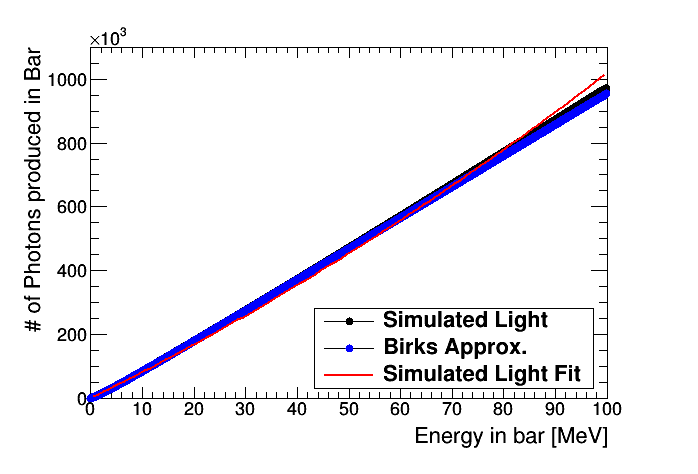 ×10³
# of Photons produced in Bar
1000
800
600
400
200
0
0 10 20 30 40 50 60 70 80 90 100
Energy in bar [MeV]
Simulated Light
Birks Approx.
Simulated Light Fit